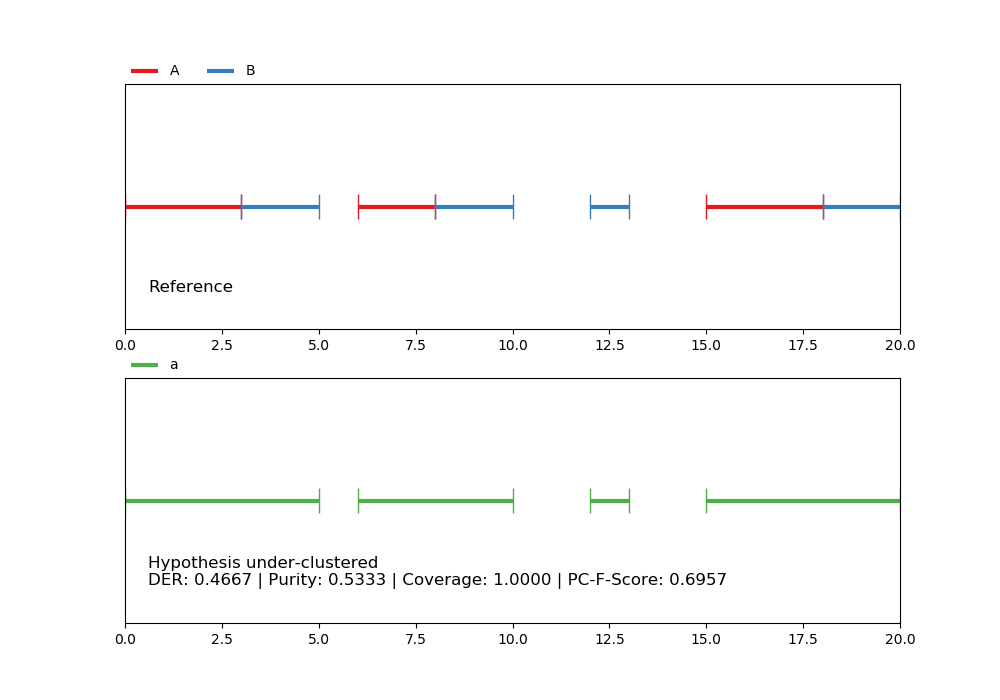 A B
Reference
0.0 2.5 5.0 7.5 10.0 12.5 15.0 17.5 20.0
a
Hypothesis under-clustered
DER: 0.4667 | Purity: 0.5333 | Coverage: 1.0000 | PC-F-Score: 0.6957
0.0 2.5 5.0 7.5 10.0 12.5 15.0 17.5 20.0